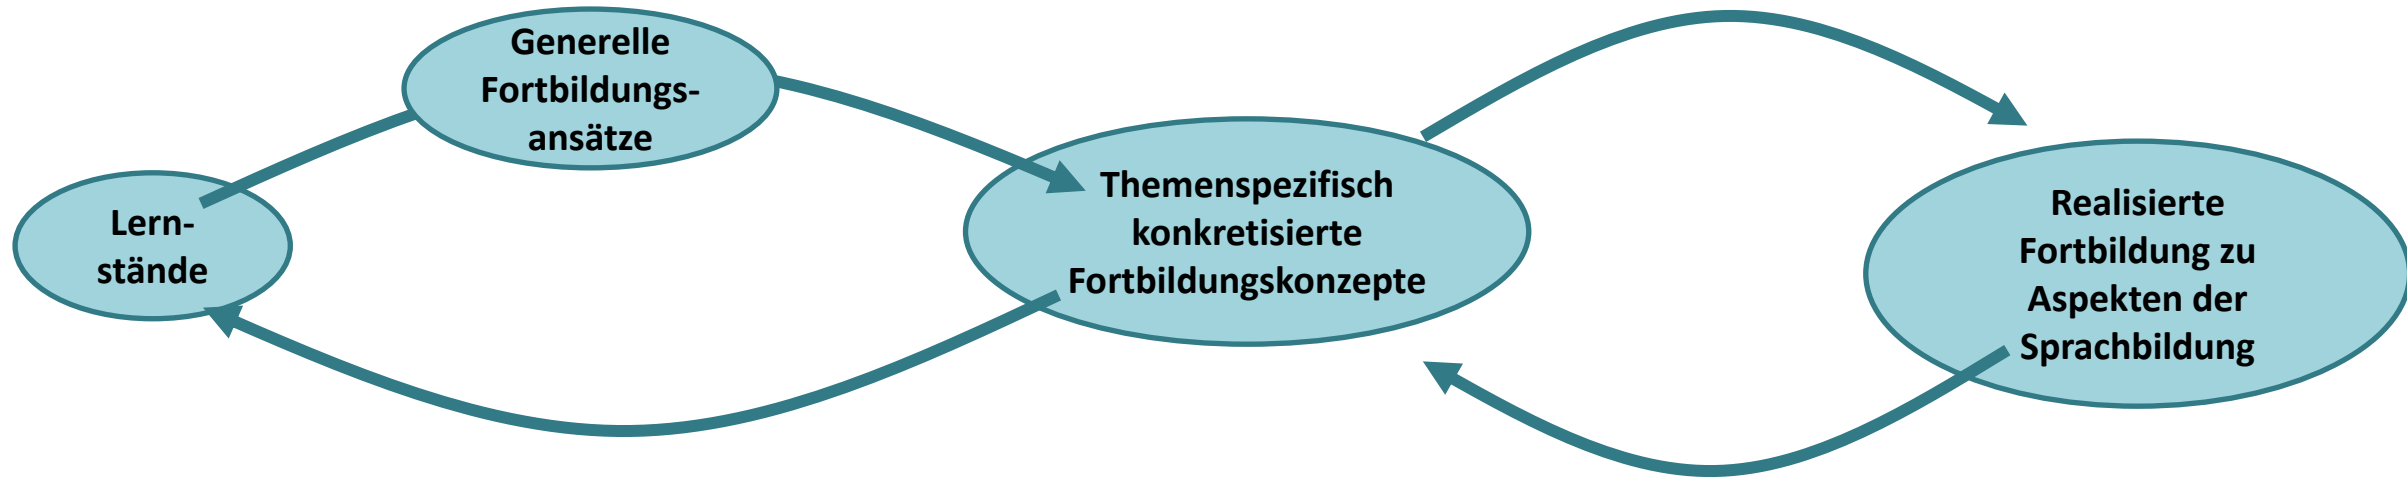 Generelle
Fortbildungs-
ansätze
Lern-
stände
Themenspezifisch
konkretisierte
Fortbildungskonzepte
Realisierte
Fortbildung zu
Aspekten der
Sprachbildung